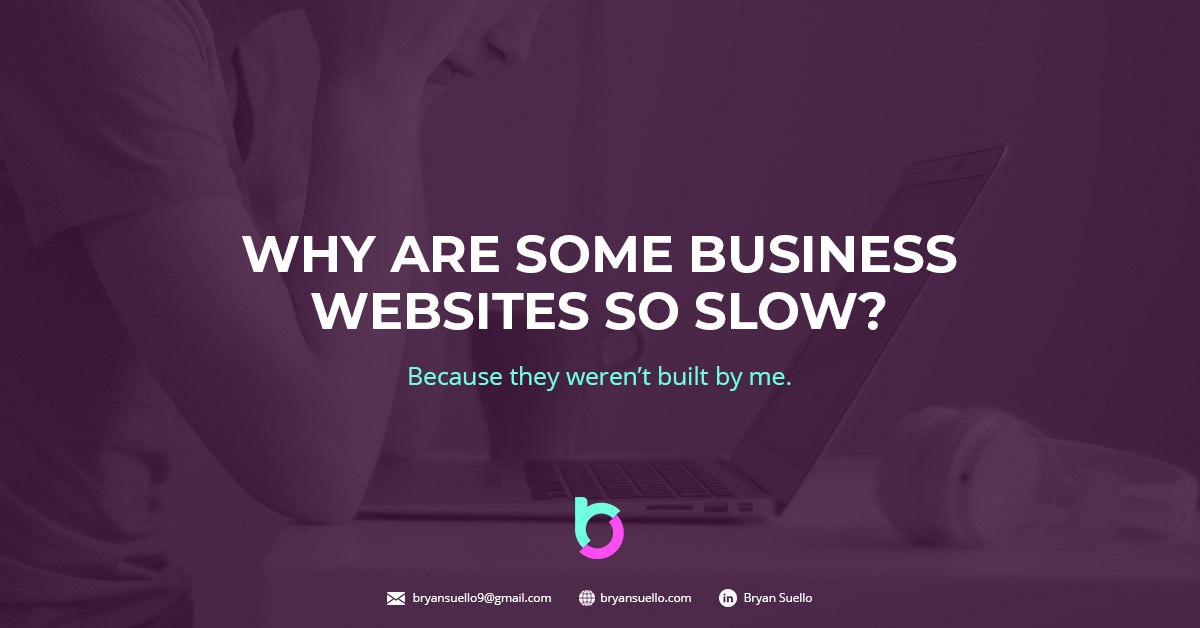 WHY ARE SOME BUSINESS
WEBSITES SO SLOW?
Because they weren’t built by me.
bryansuello9@gmail.com
bryansuello.com
in Bryan Suello